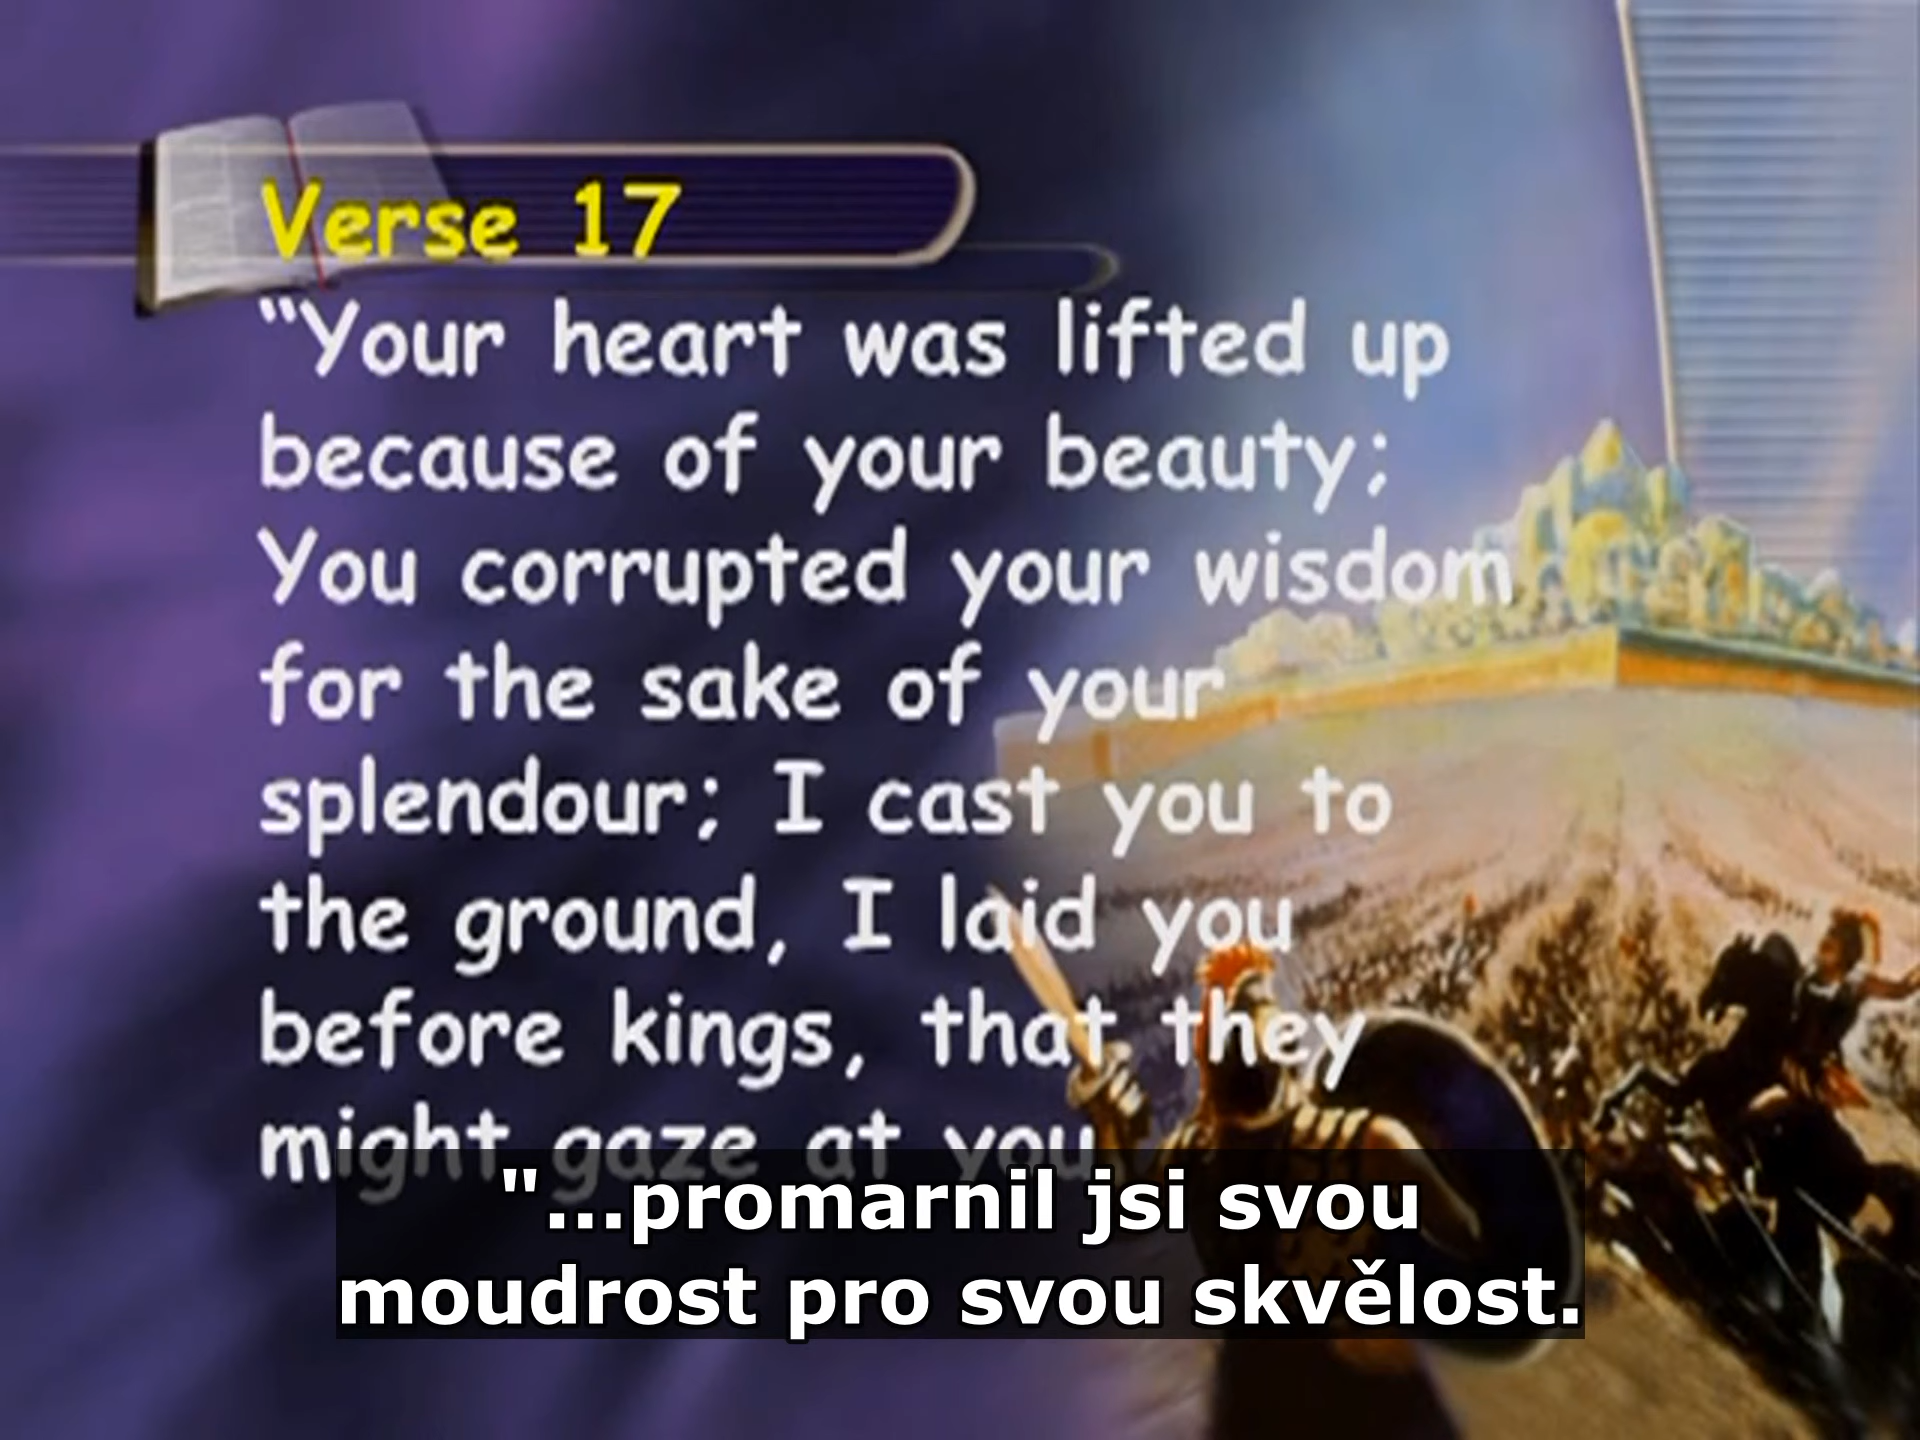 Verse 17
“Your heart was lifted up
because of your beauty;
You corrupted your wisdom
for the sake of your
splendour; I cast you to
the ground, I laid you
before kings, that they
might gaze at you
"...promarnil jsi svou
moudrost pro svou skvělost.